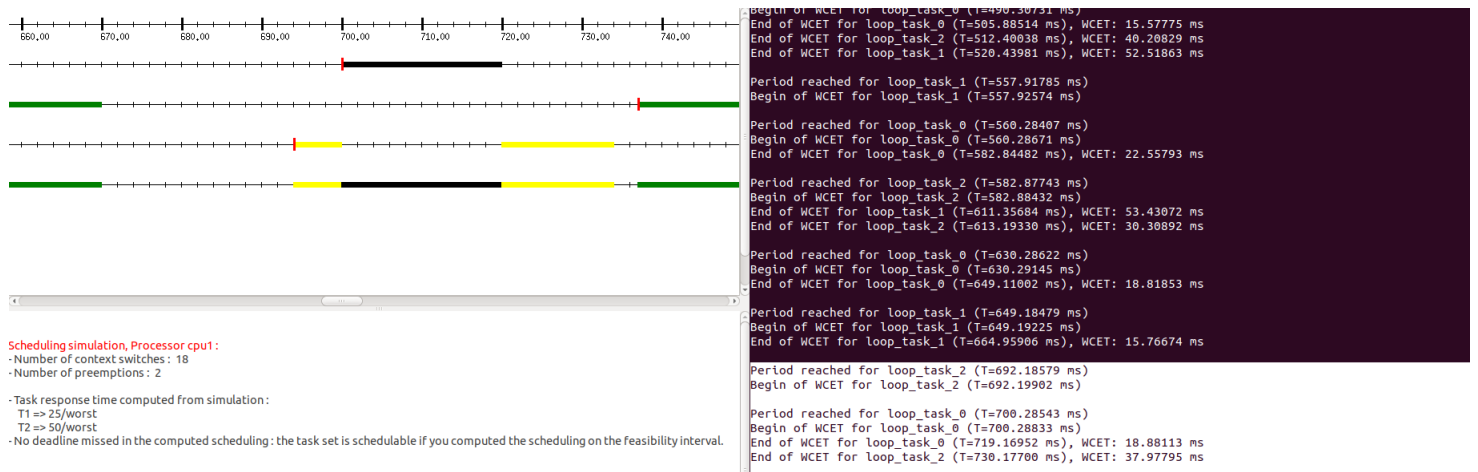 660,00 670,00 680,00 690,00 700,00 710,00 720,00 730,00 740,00
Scheduling simulation, Processor cpu1 :
- Number of context switches : 18
- Number of preemptions : 2
- Task response time computed from simulation :
T1 => 25/worst
T2 => 50/worst
- No deadline missed in the computed scheduling : the task set is schedulable if you computed the scheduling on the feasibility interval.
Begin of WCET for loop_task_0 (T=490.30731 ms)
End of WCET for loop_task_0 (T=505.88514 ms), WCET: 15.57775 ms
End of WCET for loop_task_2 (T=512.40038 ms), WCET: 40.20829 ms
End of WCET for loop_task_1 (T=520.43981 ms), WCET: 52.51863 ms
Period reached for loop_task_1 (T=557.91785 ms)
Begin of WCET for loop_task_1 (T=557.92574 ms)
Period reached for loop_task_0 (T=560.28407 ms)
Begin of WCET for loop_task_0 (T=560.28671 ms)
End of WCET for loop_task_0 (T=582.84482 ms), WCET: 22.55793 ms
Period reached for loop_task_2 (T=582.87743 ms)
Begin of WCET for loop_task_2 (T=582.88432 ms)
End of WCET for loop_task_1 (T=611.35684 ms), WCET: 53.43072 ms
End of WCET for loop_task_2 (T=613.19330 ms), WCET: 30.30892 ms
Period reached for loop_task_0 (T=630.28622 ms)
Begin of WCET for loop_task_0 (T=630.29145 ms)
End of WCET for loop_task_0 (T=649.11002 ms), WCET: 18.81853 ms
Period reached for loop_task_1 (T=649.18479 ms)
Begin of WCET for loop_task_1 (T=649.19225 ms)
End of WCET for loop_task_1 (T=664.95906 ms), WCET: 15.76674 ms
Period reached for loop_task_2 (T=692.18579 ms)
Begin of WCET for loop_task_2 (T=692.19902 ms)
Period reached for loop_task_0 (T=700.28543 ms)
Begin of WCET for loop_task_0 (T=700.28833 ms)
End of WCET for loop_task_0 (T=719.16952 ms), WCET: 18.88113 ms
End of WCET for loop_task_2 (T=730.17700 ms), WCET: 37.97795 ms